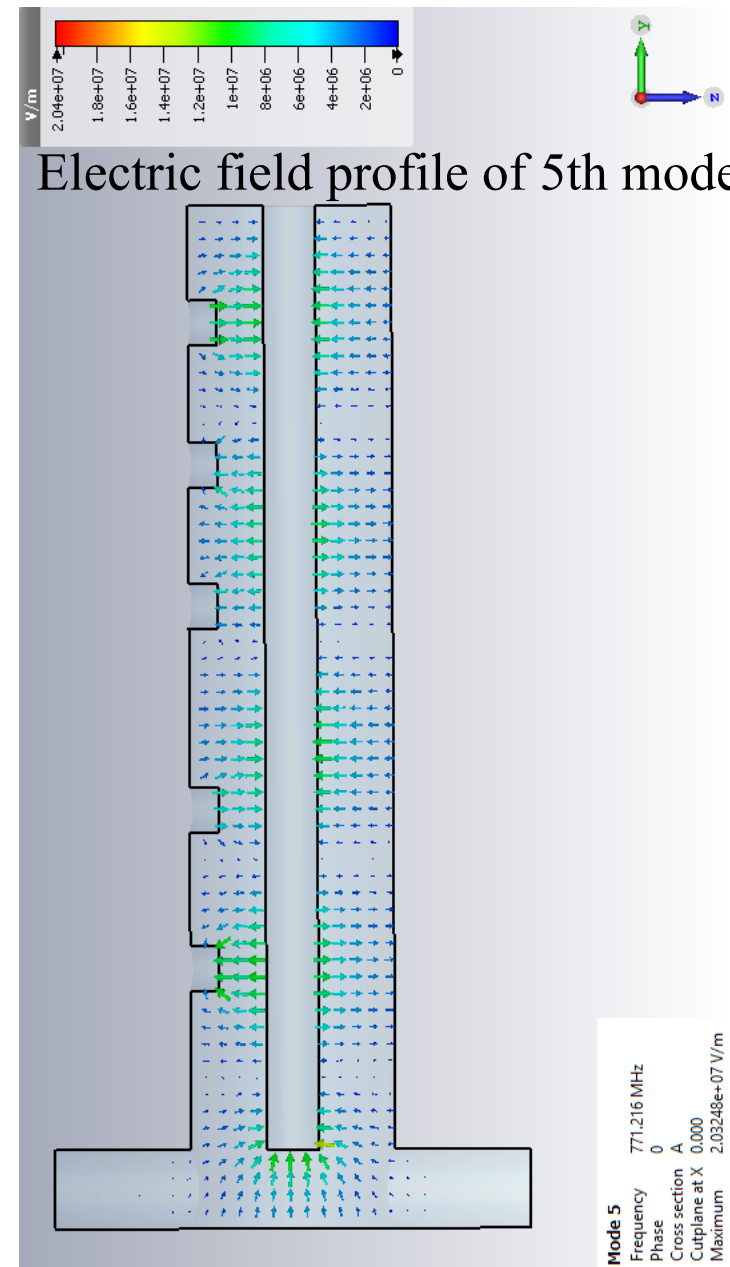 V/m
2.04e+07
1.8e+07
1.6e+07
1.4e+07
1.2e+07
1e+07
8e+06
6e+06
4e+06
2e+06
0
Y
Z
Electric field profile of 5th mode
Mode 5
Frequency 771.216 MHz
Phase 0
Cross section A
Cutplane at X 0.000
Maximum 2.03248e+07 V/m